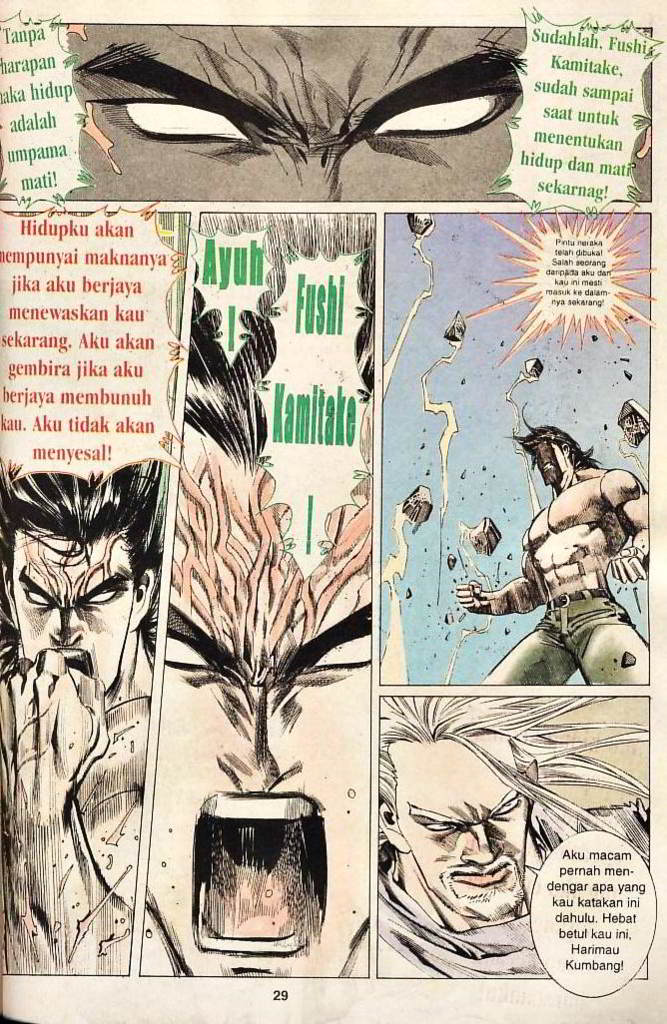 Tanpa
harapan
maka hidup
adalah
umpama
mati!
Sudahlah, Fushi
Kamitake,
sudah sampai
saat untuk
menentukan
hidup dan mati
sekarnag!
Hidupku akan
mempunyai maknanya
jika aku berjaya
menewaskan kau
sekarang. Aku akan
gembira jika aku
berjaya membunuh
kau. Aku tidak akan
menyesal!
Ayuh
!
Fushi
Kamitake
!
Pintu neraka
telah dibuka!
Salah seorang
daripada aku dan
kau ini mesti
masuk ke dalam-
nya sekarang!
Aku macam
pernah men-
dengar apa yang
kau katakan ini
dahulu. Hebat
betul kau ini,
Harimau
Kumbang!
29